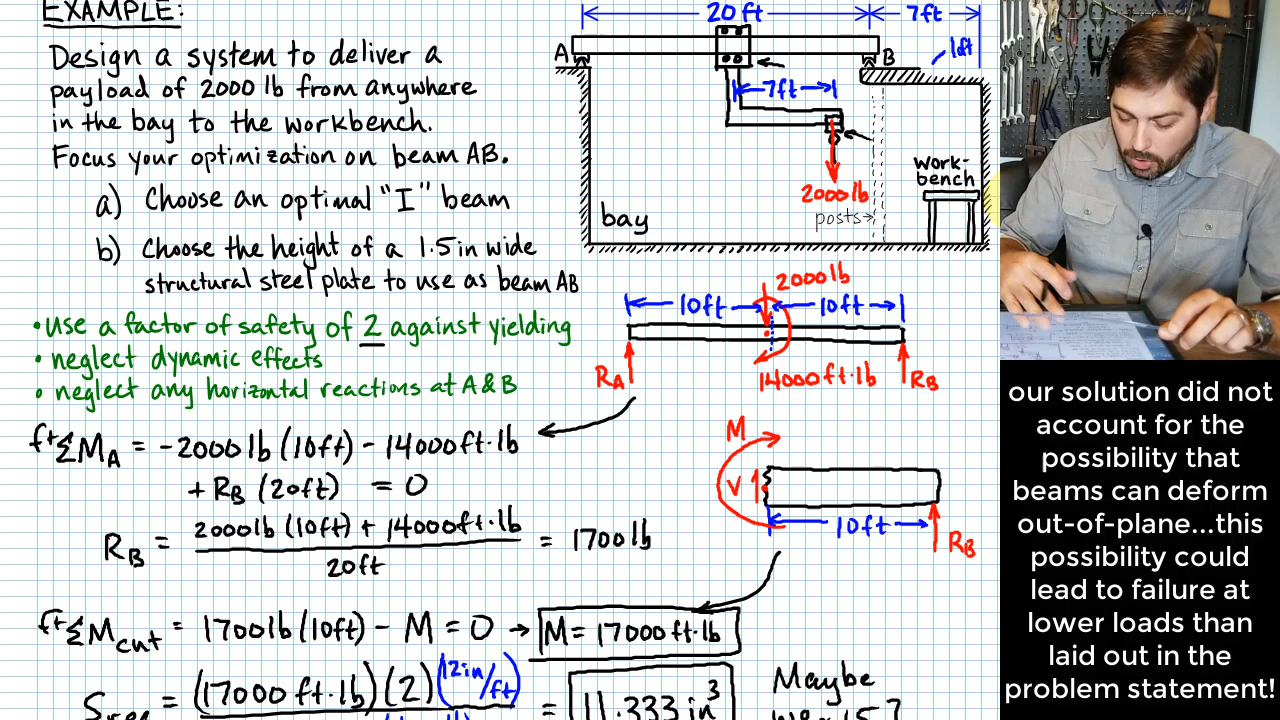 EXAMPLE:
Design a system to deliver a
payload of 2000 lb from anywhere
in the bay to the workbench.
Focus your optimization on beam AB.
a) Choose an optimal "I" beam
b) Choose the height of a 1.5 in wide
structural steel plate to use as beam AB
• use a factor of safety of 2 against yielding
• neglect dynamic effects
• neglect any horizontal reactions at A & B
20 ft
7ft
A
B
1ft
7ft
2000 lb
posts→
work-
bench
bay
2000 lb
10ft
10ft
RA
14000 ft·lb
RB
ΣMA = -2000 lb (10ft) - 14000 ft·lb
+ RB (20ft) = 0
RB = 2000 lb (10ft) + 14000 ft·lb = 1700 lb
20 ft
M
V
10ft
RB
ΣMcut = 1700 lb (10ft) - M = 0 → M = 17000 ft·lb
= (17000 ft·lb)(2)(12in/ft) = 11.333 in³
Maybe
our solution did not
account for the
possibility that
beams can deform
out-of-plane...this
possibility could
lead to failure at
lower loads than
laid out in the
problem statement!